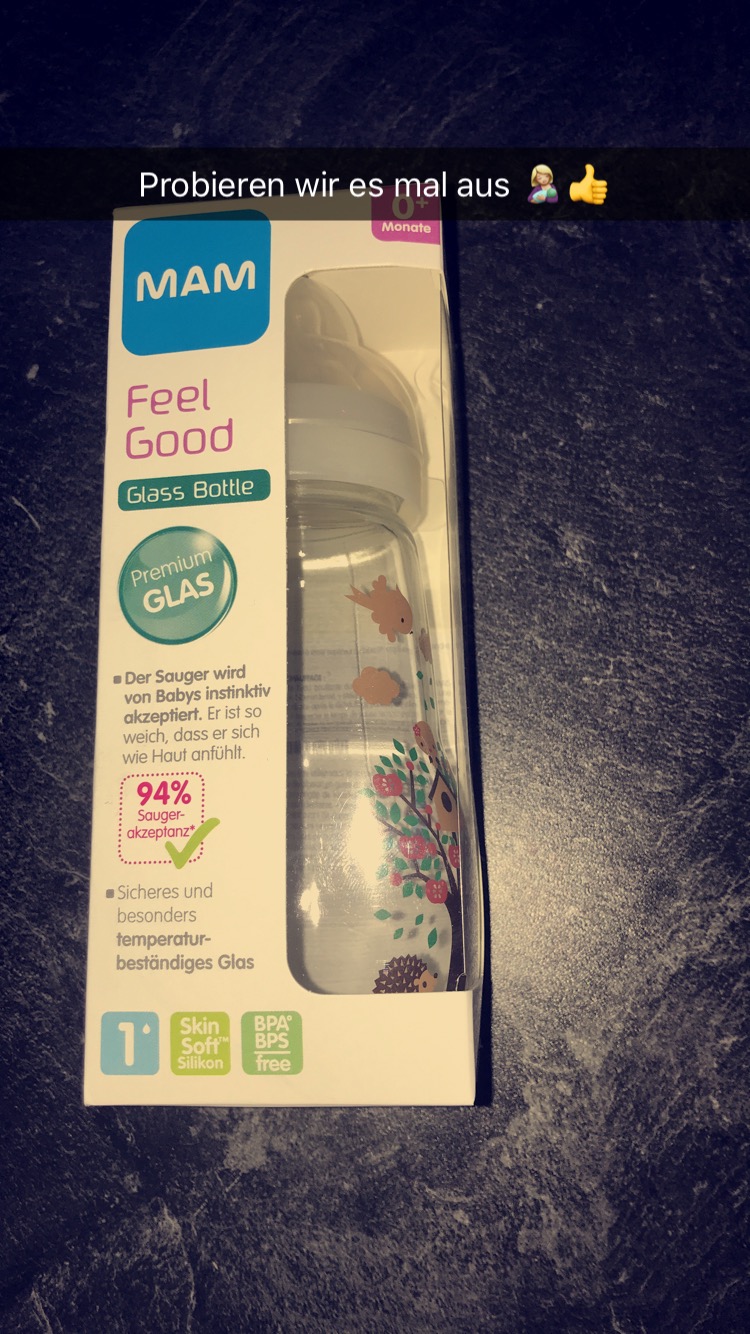 Probieren wir es mal aus 🤱🏼👍
0+
Monate
MAM
Feel
Good
Glass Bottle
Premium
GLAS
▪ Der Sauger wird
von Babys instinktiv
akzeptiert. Er ist so
weich, dass er sich
wie Haut anfühlt.
94%
Sauger-
akzeptanz*
▪ Sicheres und
besonders
temperatur-
beständiges Glas
1
Skin
Soft™
Silikon
BPA°
BPS
free